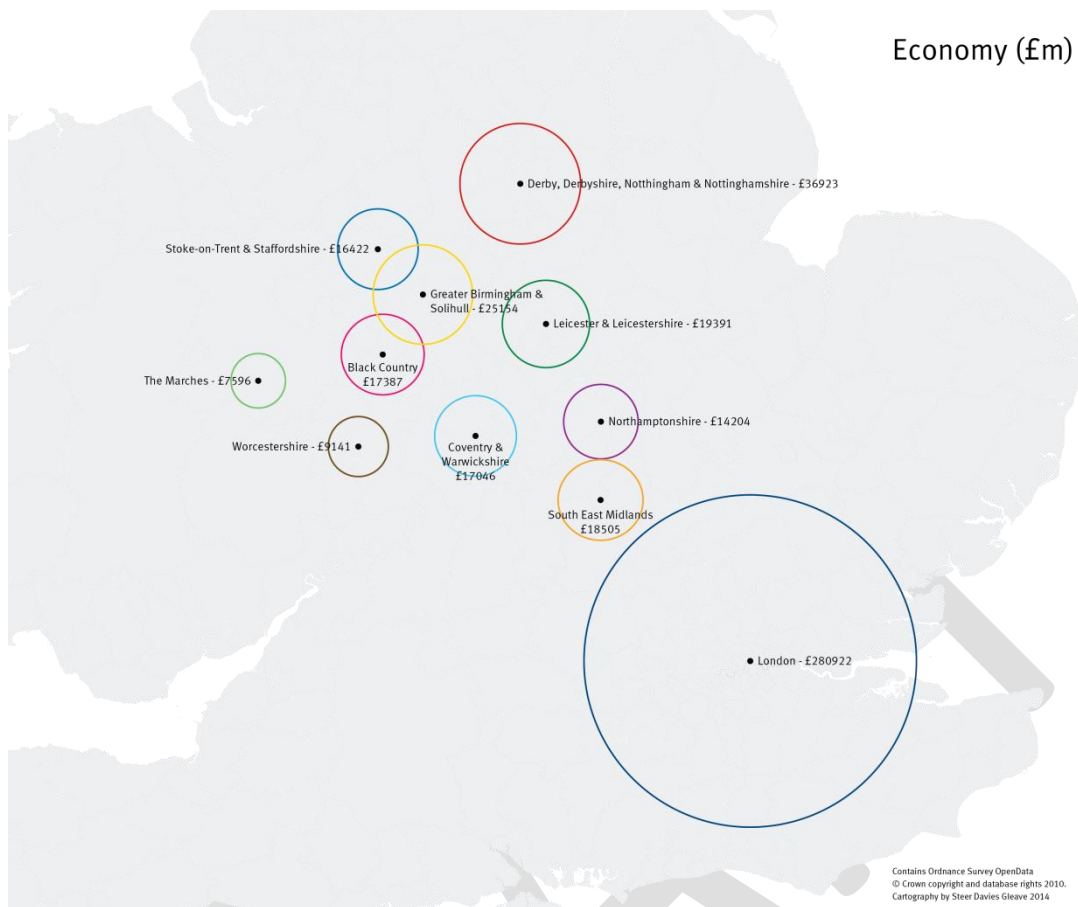 Economy (£m)
Derby, Derbyshire, Notthingham & Nottinghamshire - £36923
Stoke-on-Trent & Staffordshire - £16422
Greater Birmingham &
Solihull - £25154
Leicester & Leicestershire - £19391
Black Country
£17387
The Marches - £7596
Northamptonshire - £14204
Worcestershire - £9141
Coventry &
Warwickshire
£17046
South East Midlands
£18505
London - £280922
Contains Ordnance Survey OpenData
© Crown copyright and database rights 2010.
Cartography by Steer Davies Gleave 2014